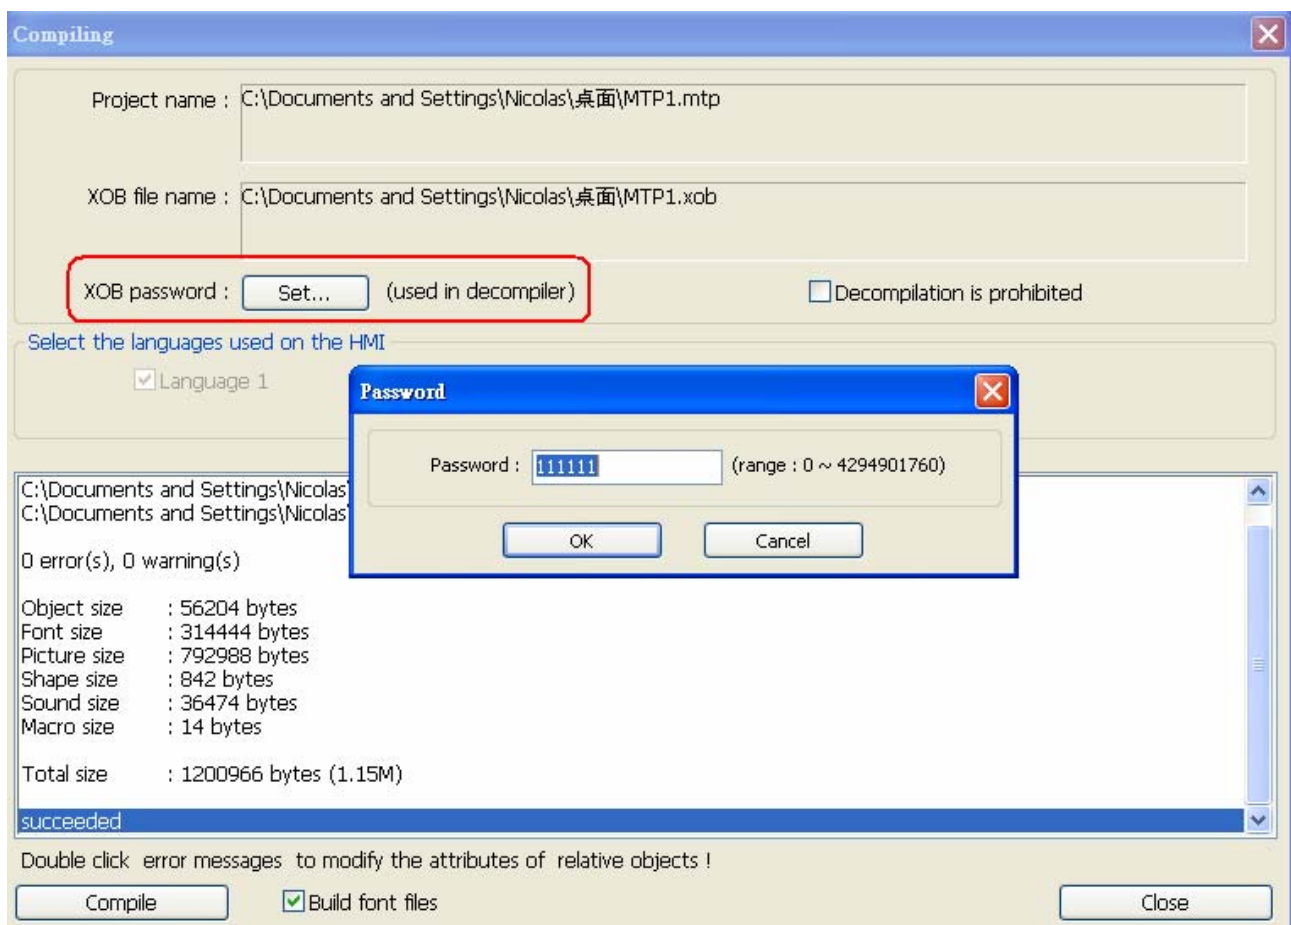 Compiling
Project name : C:\Documents and Settings\Nicolas\桌面\MTP1.mtp
XOB file name : C:\Documents and Settings\Nicolas\桌面\MTP1.xob
XOB password : Set... (used in decompiler) Decompilation is prohibited
Select the languages used on the HMI
Language 1
Password
Password : 111111 (range : 0 ~ 4294901760)
OK Cancel
C:\Documents and Settings\Nicolas\
C:\Documents and Settings\Nicolas\
0 error(s), 0 warning(s)
Object size : 56204 bytes
Font size : 314444 bytes
Picture size : 792988 bytes
Shape size : 842 bytes
Sound size : 36474 bytes
Macro size : 14 bytes
Total size : 1200966 bytes (1.15M)
succeeded
Double click error messages to modify the attributes of relative objects !
Compile Build font files Close